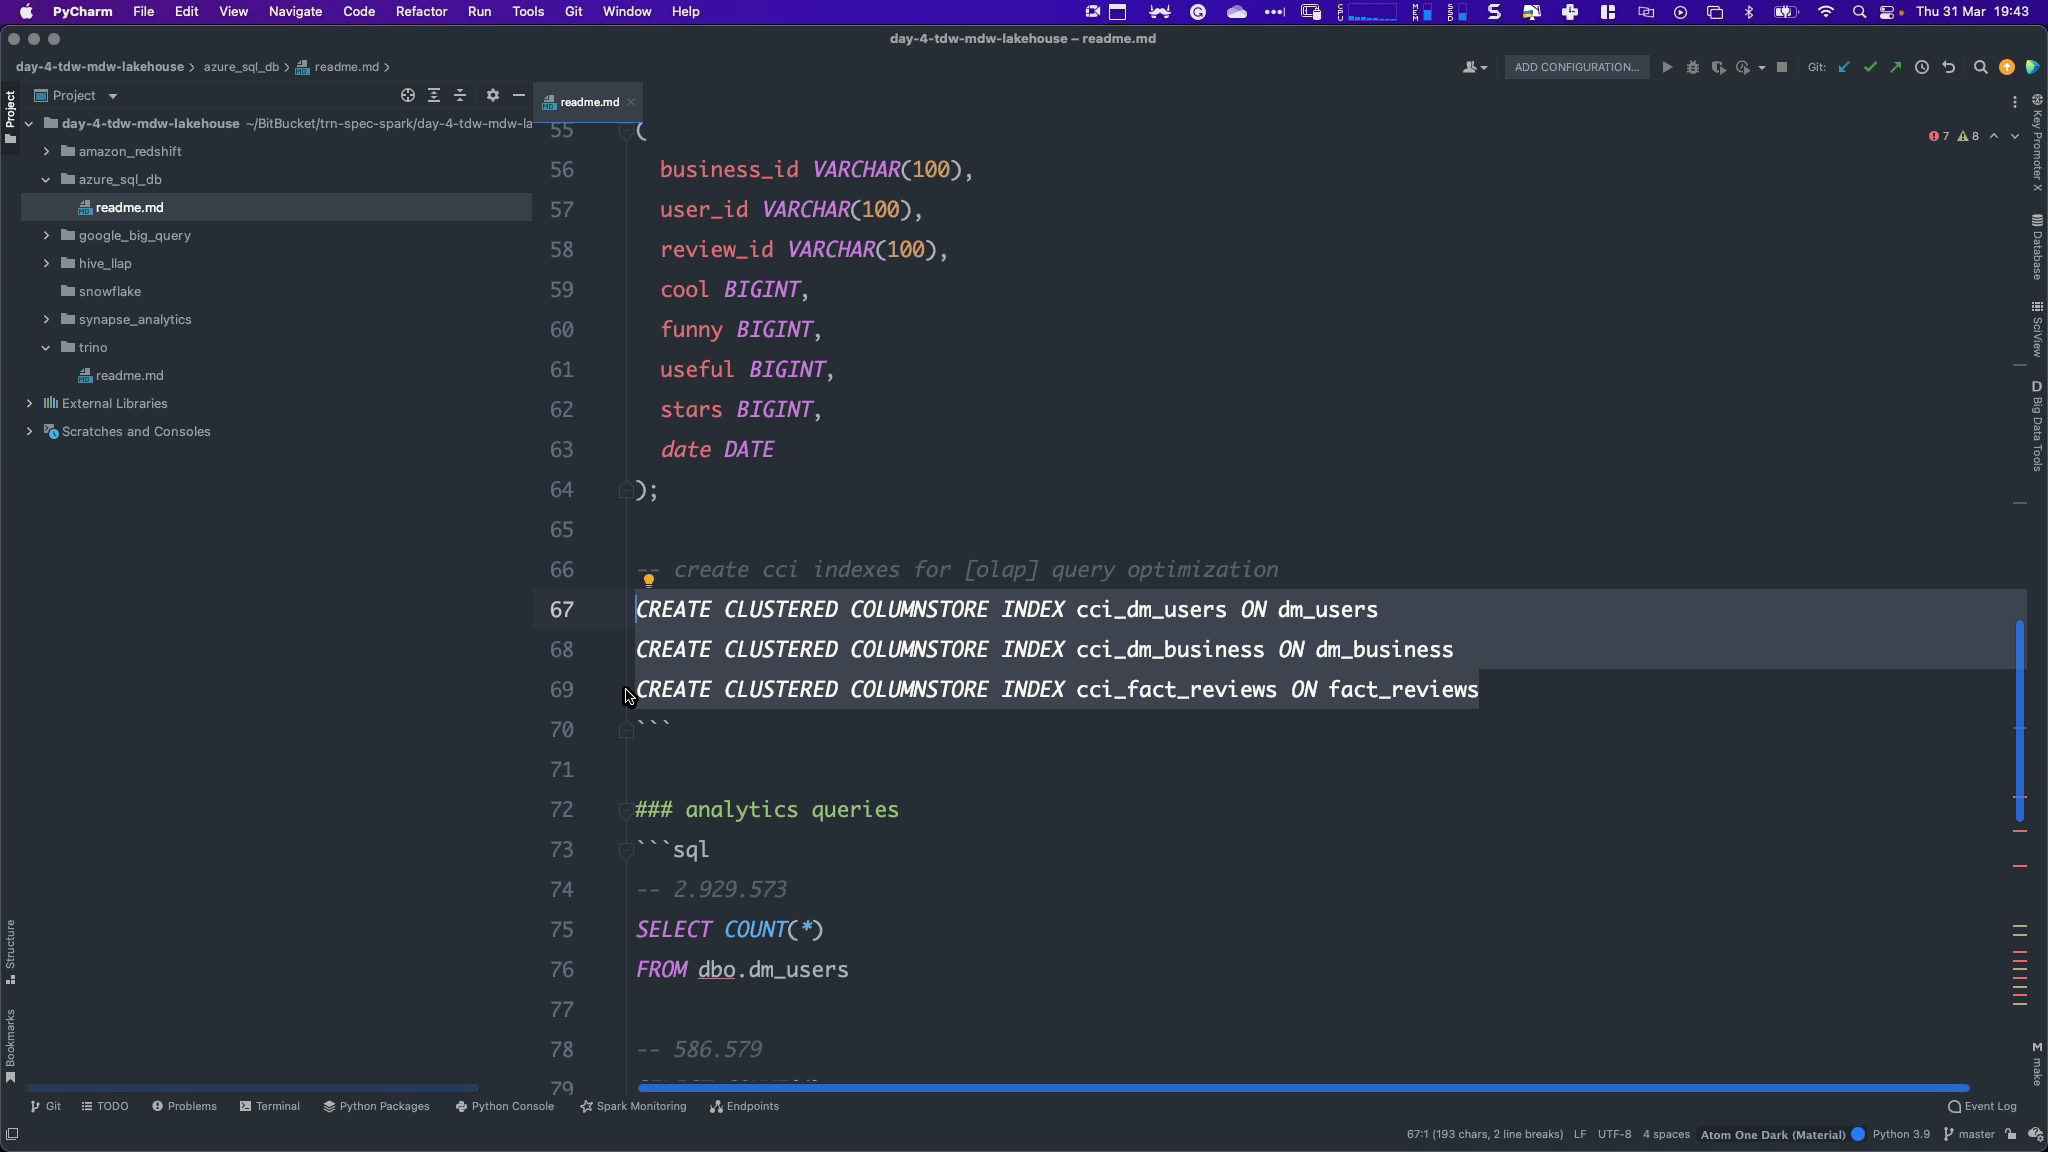 PyCharm File Edit View Navigate Code Refactor Run Tools Git Window Help Thu 31 Mar 19:43
day-4-tdw-mdw-lakehouse – readme.md
day-4-tdw-mdw-lakehouse azure_sql_db readme.md ADD CONFIGURATION... Git:
Project
readme.md
day-4-tdw-mdw-lakehouse ~/BitBucket/trn-spec-spark/day-4-tdw-mdw-la
amazon_redshift
azure_sql_db
readme.md
google_big_query
hive_llap
snowflake
synapse_analytics
trino
readme.md
External Libraries
Scratches and Consoles
Project
Structure
Bookmarks
7 8
55 (
56 business_id VARCHAR(100),
57 user_id VARCHAR(100),
58 review_id VARCHAR(100),
59 cool BIGINT,
60 funny BIGINT,
61 useful BIGINT,
62 stars BIGINT,
63 date DATE
64 );
65
66 -- create cci indexes for [olap] query optimization
67 CREATE CLUSTERED COLUMNSTORE INDEX cci_dm_users ON dm_users
68 CREATE CLUSTERED COLUMNSTORE INDEX cci_dm_business ON dm_business
69 CREATE CLUSTERED COLUMNSTORE INDEX cci_fact_reviews ON fact_reviews
70 ```
71
72 ### analytics queries
73 ```sql
74 -- 2.929.573
75 SELECT COUNT(*)
76 FROM dbo.dm_users
77
78 -- 586.579
79
Key Promoter X
Database
SciView
D Big Data Tools
M make
Git TODO Problems Terminal Python Packages Python Console Spark Monitoring Endpoints Event Log
67:1 (193 chars, 2 line breaks) LF UTF-8 4 spaces Atom One Dark (Material) Python 3.9 master